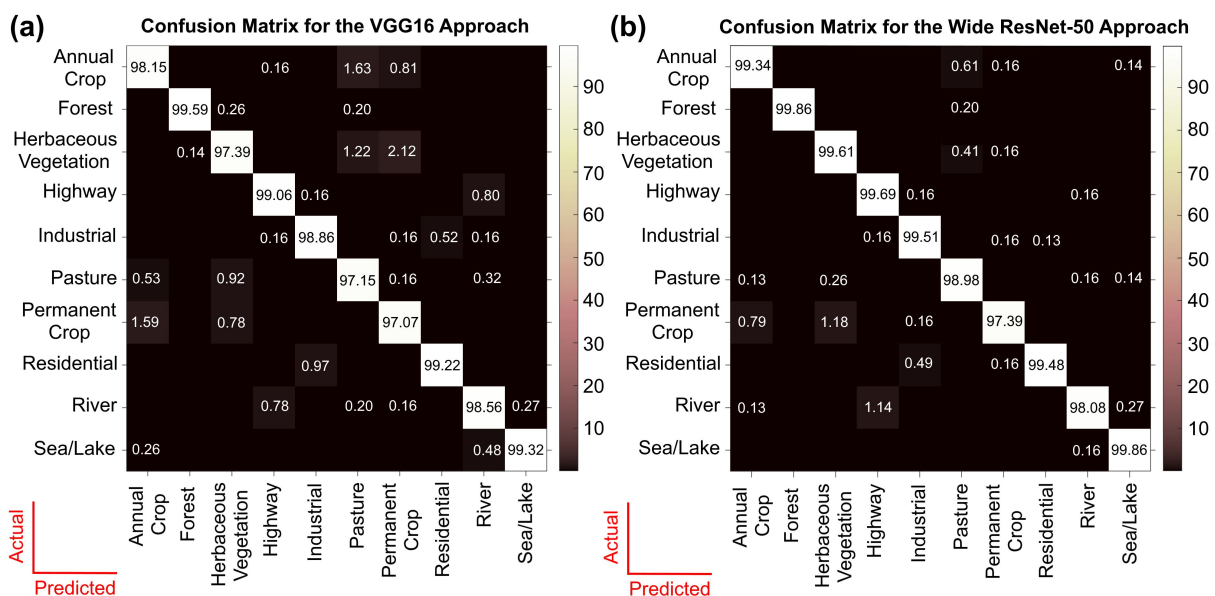 (a)
Confusion Matrix for the VGG16 Approach
Annual
Crop
98.15 0.16 1.63 0.81
Forest
99.59 0.26 0.20
Herbaceous
Vegetation
0.14 97.39 1.22 2.12
Highway
99.06 0.16 0.80
Industrial
0.16 98.86 0.16 0.52 0.16
Pasture
0.53 0.92 97.15 0.16 0.32
Permanent
Crop
1.59 0.78 97.07
Residential
0.97 99.22
River
0.78 0.20 0.16 98.56 0.27
Sea/Lake
0.26 0.48 99.32
90
80
70
60
50
40
30
20
10
Annual
Crop
Forest
Herbaceous
Vegetation
Highway
Industrial
Pasture
Permanent
Crop
Residential
River
Sea/Lake
Actual
Predicted
(b)
Confusion Matrix for the Wide ResNet-50 Approach
Annual
Crop
99.34 0.61 0.16 0.14
Forest
99.86 0.20
Herbaceous
Vegetation
99.61 0.41 0.16
Highway
99.69 0.16 0.16
Industrial
0.16 99.51 0.16 0.13
Pasture
0.13 0.26 98.98 0.16 0.14
Permanent
Crop
0.79 1.18 0.16 97.39
Residential
0.49 0.16 99.48
River
0.13 1.14 98.08 0.27
Sea/Lake
0.16 99.86
90
80
70
60
50
40
30
20
10
Annual
Crop
Forest
Herbaceous
Vegetation
Highway
Industrial
Pasture
Permanent
Crop
Residential
River
Sea/Lake
Actual
Predicted